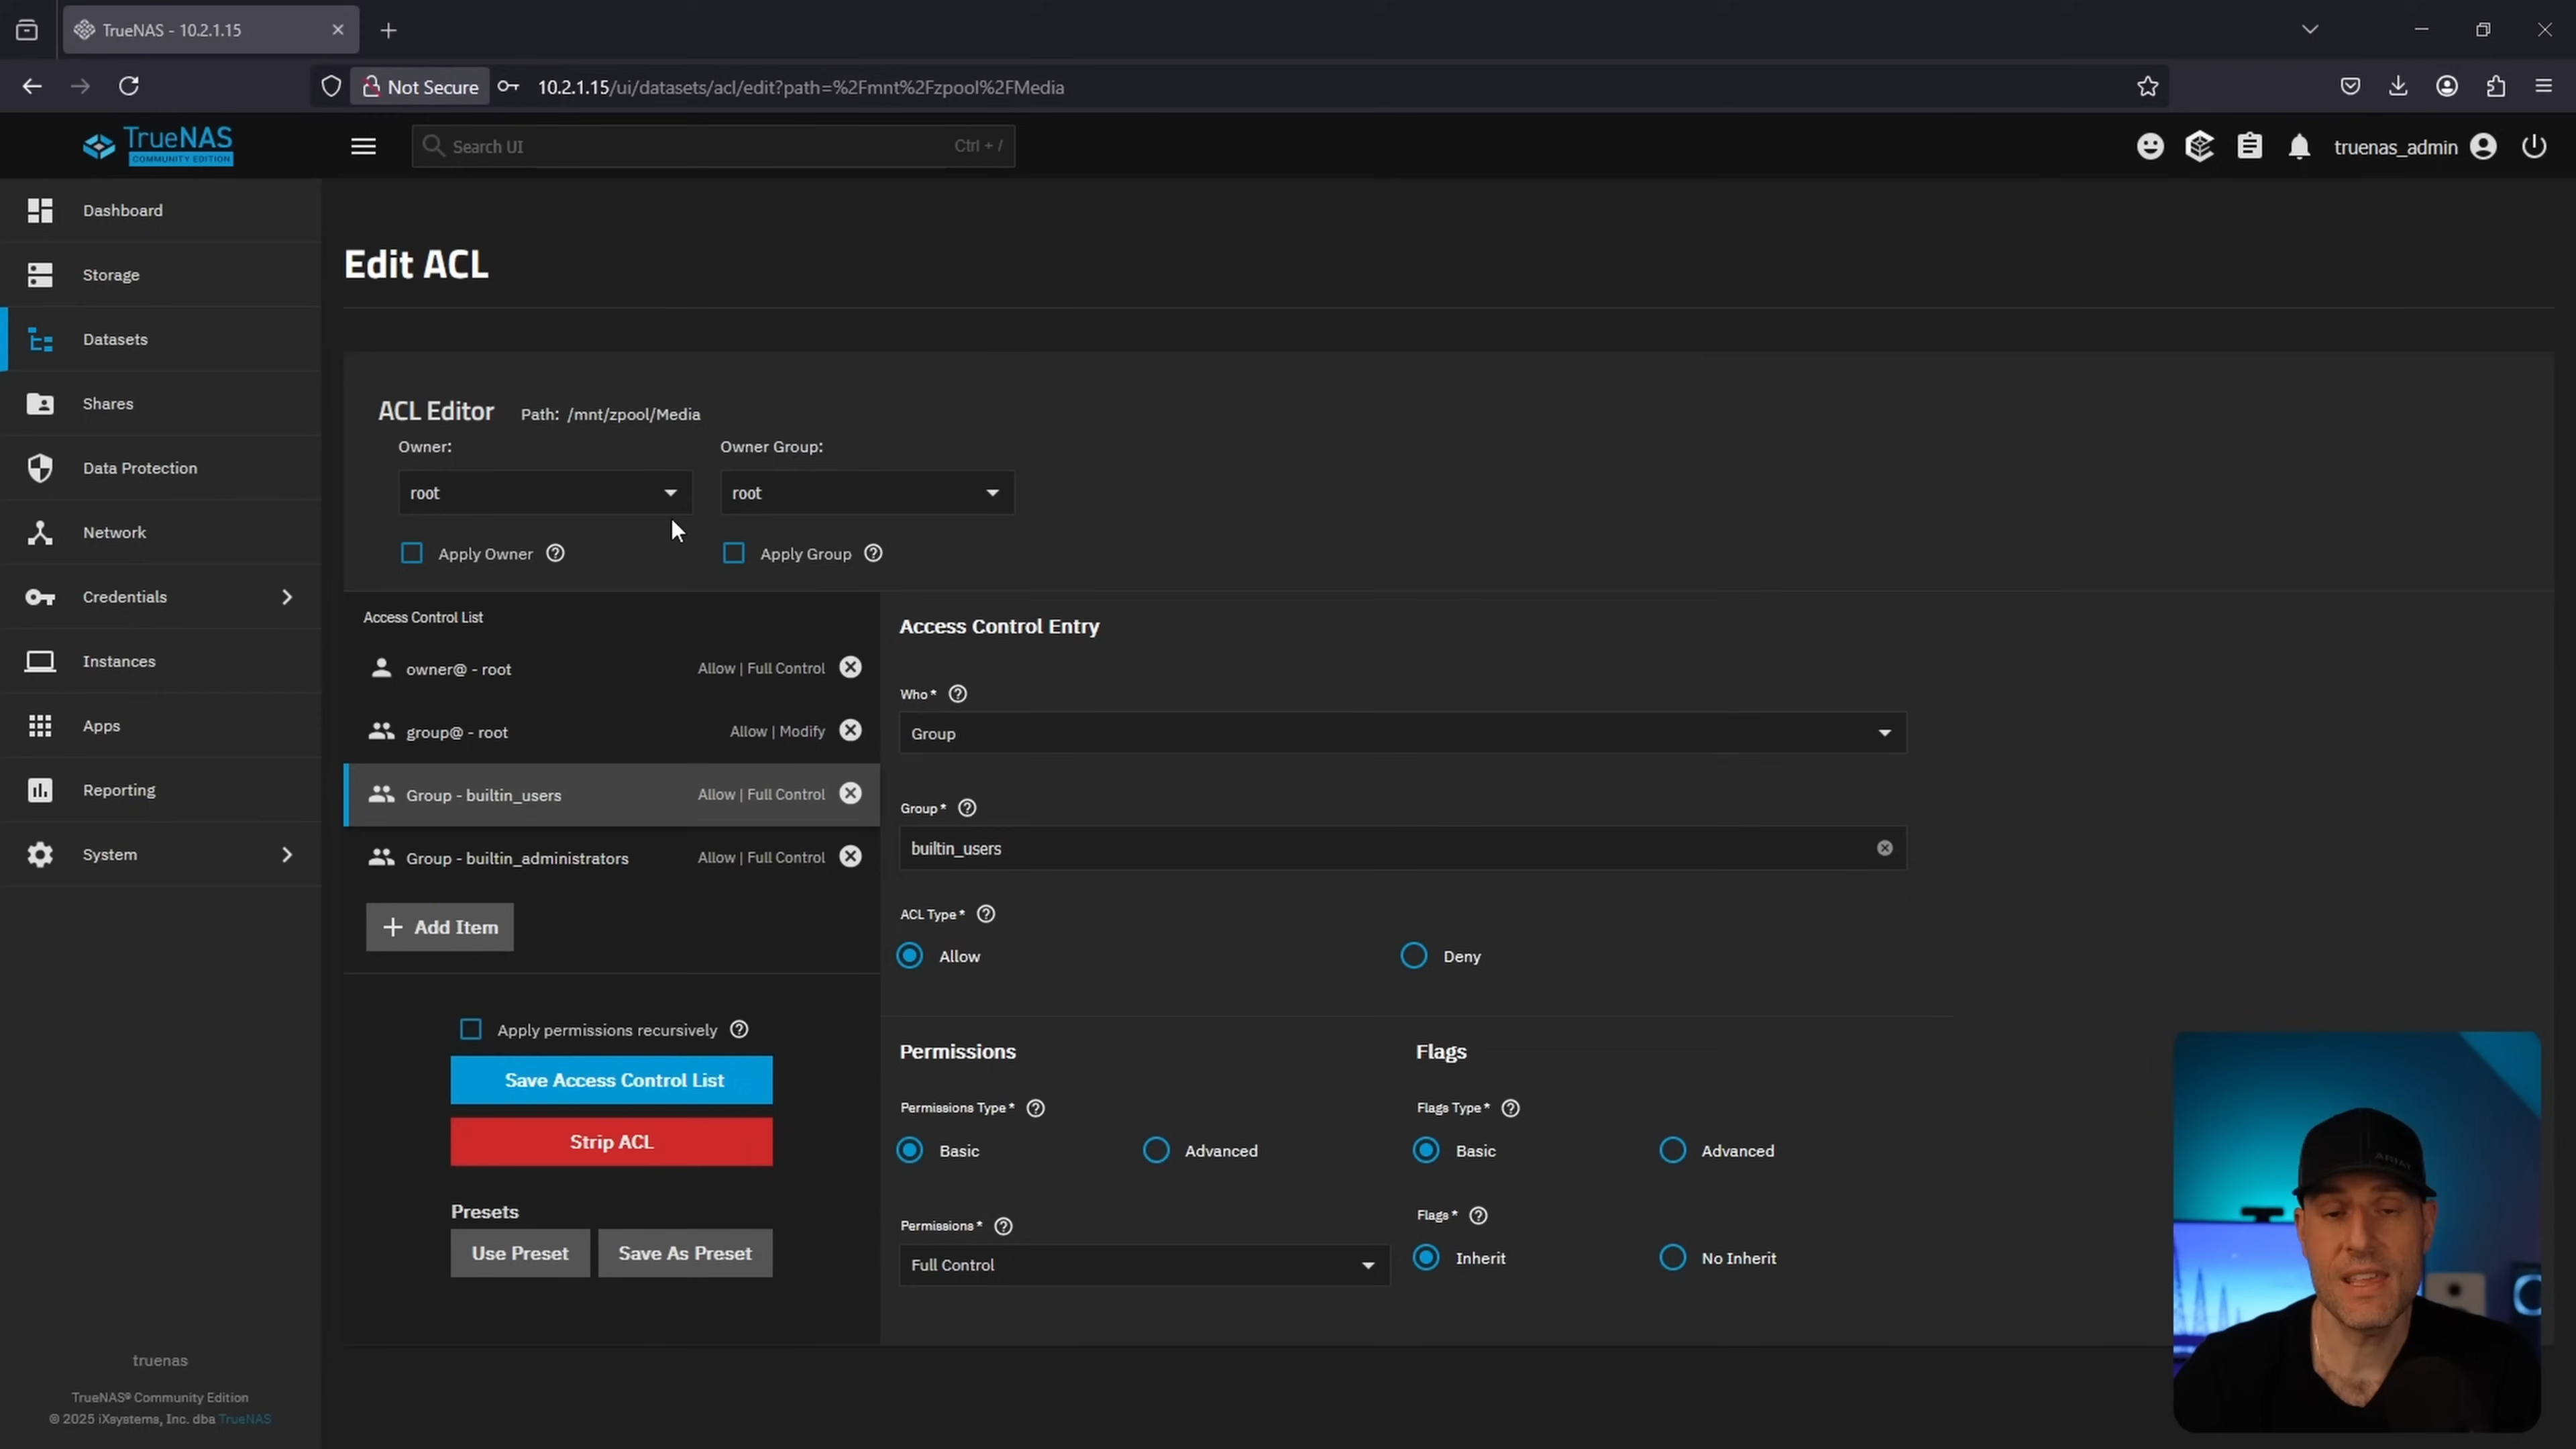 TrueNAS - 10.2.1.15
Not Secure
10.2.1.15/ui/datasets/acl/edit?path=%2Fmnt%2Fzpool%2FMedia
TrueNAS
COMMUNITY EDITION
Search UI
Ctrl + /
truenas_admin
Dashboard
Storage
Datasets
Shares
Data Protection
Network
Credentials
Instances
Apps
Reporting
System
truenas
TrueNAS® Community Edition
© 2025 iXsystems, Inc. dba TrueNAS
Edit ACL
ACL Editor
Path: /mnt/zpool/Media
Owner:
Owner Group:
root
root
Apply Owner
Apply Group
Access Control List
owner@ - root
Allow | Full Control
group@ - root
Allow | Modify
Group - builtin_users
Allow | Full Control
Group - builtin_administrators
Allow | Full Control
Add Item
Apply permissions recursively
Save Access Control List
Strip ACL
Presets
Use Preset
Save As Preset
Access Control Entry
Who *
Group
Group *
builtin_users
ACL Type *
Allow
Deny
Permissions
Flags
Permissions Type *
Flags Type *
Basic
Advanced
Basic
Advanced
Permissions *
Flags *
Full Control
Inherit
No Inherit